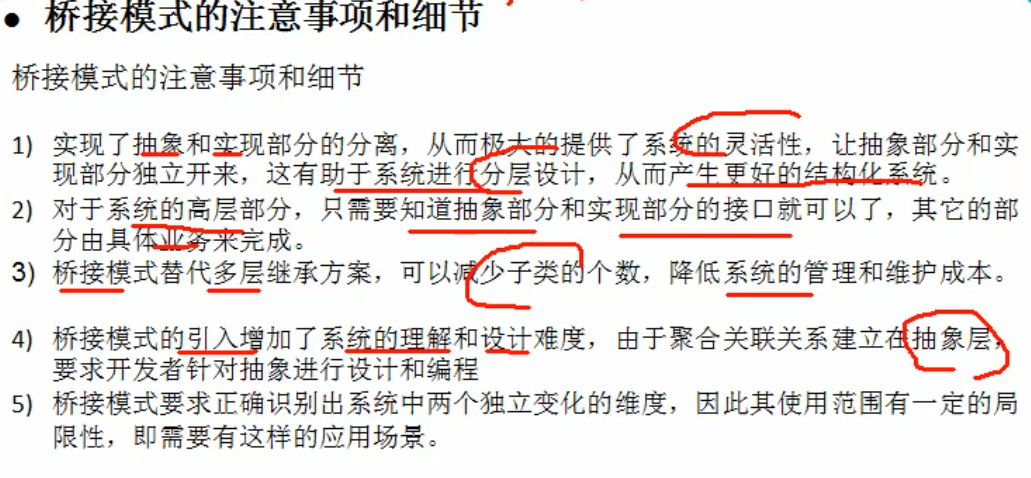 ● 桥接模式的注意事项和细节
桥接模式的注意事项和细节
1) 实现了抽象和实现部分的分离，从而极大的提供了系统的灵活性，让抽象部分和实
现部分独立开来，这有助于系统进行分层设计，从而产生更好的结构化系统。
2) 对于系统的高层部分，只需要知道抽象部分和实现部分的接口就可以了，其它的部
分由具体业务来完成。
3) 桥接模式替代多层继承方案，可以减少子类的个数，降低系统的管理和维护成本。
4) 桥接模式的引入增加了系统的理解和设计难度，由于聚合关联关系建立在抽象层，
要求开发者针对抽象进行设计和编程
5) 桥接模式要求正确识别出系统中两个独立变化的维度，因此其使用范围有一定的局
限性，即需要有这样的应用场景。